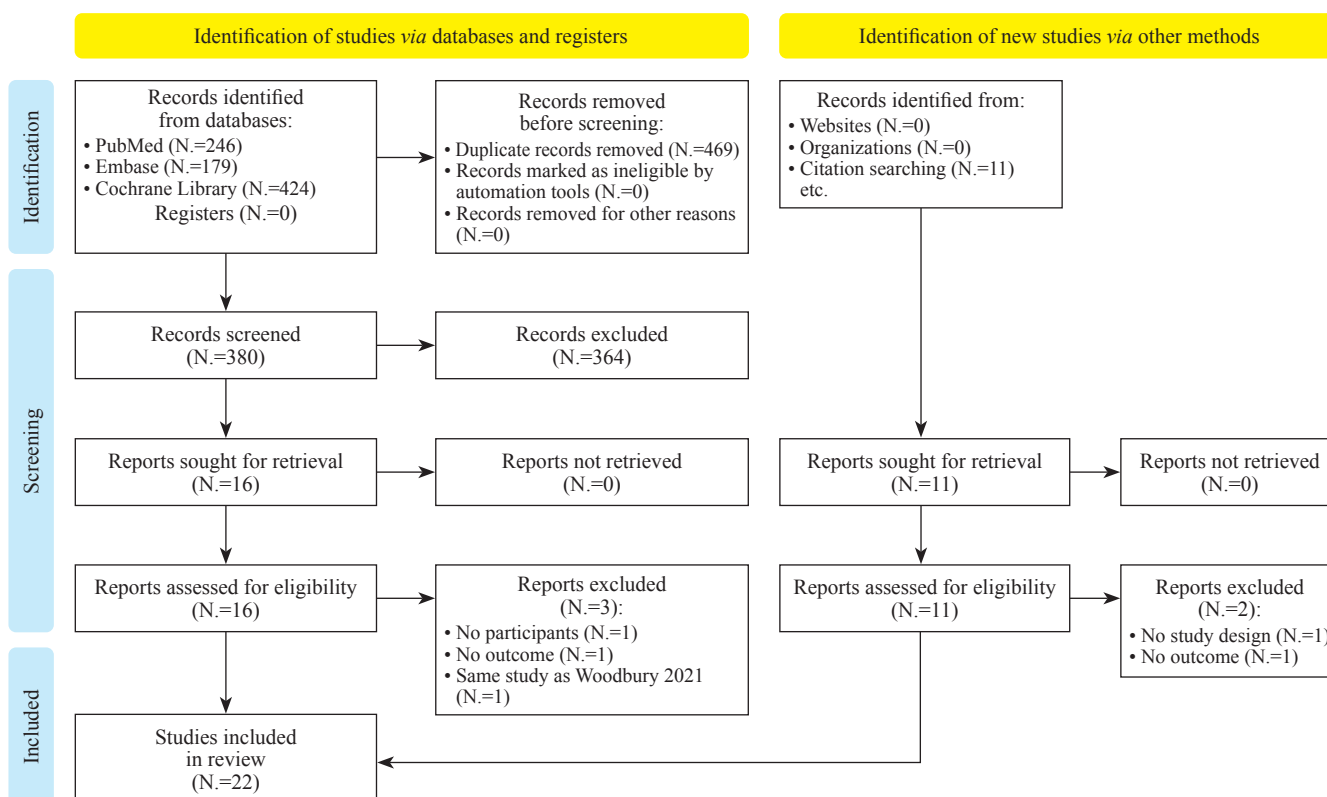 Identification of studies via databases and registers
Identification of new studies via other methods
Identification
Records identified
from databases:
• PubMed (N.=246)
• Embase (N.=179)
• Cochrane Library (N.=424)
Registers (N.=0)
Records removed
before screening:
• Duplicate records removed (N.=469)
• Records marked as ineligible by
automation tools (N.=0)
• Records removed for other reasons
(N.=0)
Records identified from:
• Websites (N.=0)
• Organizations (N.=0)
• Citation searching (N.=11)
etc.
Screening
Records screened
(N.=380)
Records excluded
(N.=364)
Reports sought for retrieval
(N.=16)
Reports not retrieved
(N.=0)
Reports sought for retrieval
(N.=11)
Reports not retrieved
(N.=0)
Reports assessed for eligibility
(N.=16)
Reports excluded
(N.=3):
• No participants (N.=1)
• No outcome (N.=1)
• Same study as Woodbury 2021
(N.=1)
Reports assessed for eligibility
(N.=11)
Reports excluded
(N.=2):
• No study design (N.=1)
• No outcome (N.=1)
Included
Studies included
in review
(N.=22)